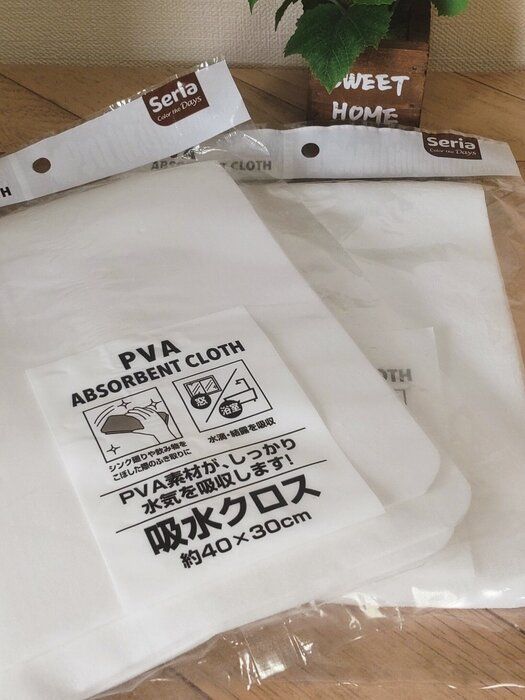 SWEET
HOME
Seria
Color the Days
Seria
Color the Days
ABSORBENT CLOTH
PVA
ABSORBENT CLOTH
窓
浴室
シンク廻りや飲み物を
こぼした際のふき取りに
水滴・結露を吸収
PVA素材が、しっかり
水気を吸収します!
吸水クロス
約40×30cm
OTH